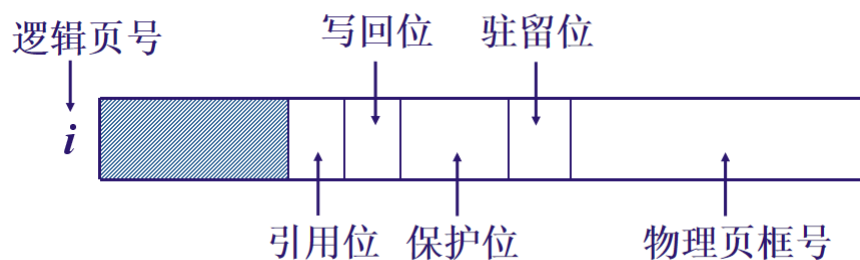 逻辑页号
写回位
驻留位
i
引用位
保护位
物理页框号